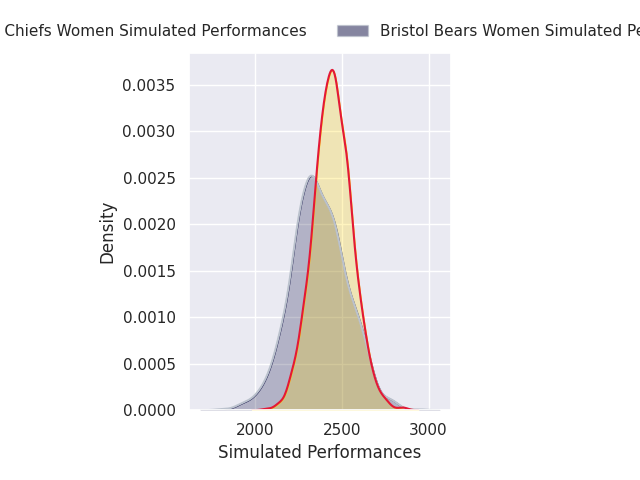 Chiefs Women Simulated Performances
Bristol Bears Women Simulated Pe
0.0035
0.0030
0.0025
0.0020
0.0015
0.0010
0.0005
0.0000
Density
2000
2500
3000
Simulated Performances